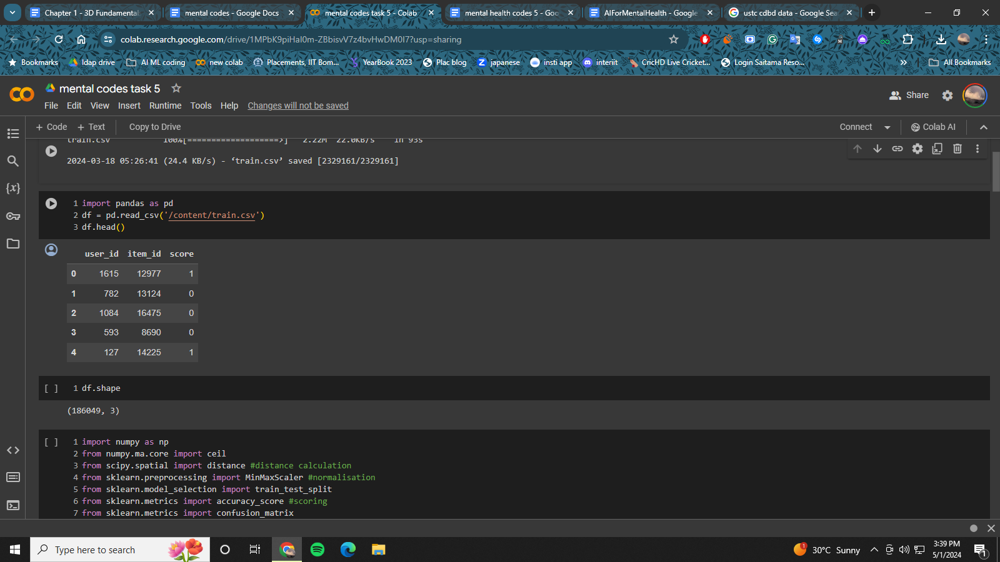 Chapter 1 - 3D Fundamental
mental codes - Google Docs
mental codes task 5 - Colab
mental health codes 5 - Goo
AIForMentalHealth - Google
ustc cdbd data - Google Sea
colab.research.google.com/drive/1MPbK9piHaI0m-ZBbisvV7z4bvHwDM0I7?usp=sharing
Bookmarks
ldap drive
AI ML coding
new colab
Placements, IIT Bom...
YearBook 2023
Plac blog
japanese
insti app
interiit
CricHD Live Cricket...
Login Saitama Reso...
All Bookmarks
mental codes task 5
File Edit View Insert Runtime Tools Help Changes will not be saved
Share
+ Code + Text Copy to Drive
Connect
Colab AI
train.csv 100%[===================>] 2.22M 22.0KB/s in 93s
2024-03-18 05:26:41 (24.4 KB/s) - ‘train.csv’ saved [2329161/2329161]
1 import pandas as pd
2 df = pd.read_csv('/content/train.csv')
3 df.head()
user_id item_id score
0 1615 12977 1
1 782 13124 0
2 1084 16475 0
3 593 8690 0
4 127 14225 1
[ ] 1 df.shape
(186049, 3)
[ ] 1 import numpy as np
2 from numpy.ma.core import ceil
3 from scipy.spatial import distance #distance calculation
4 from sklearn.preprocessing import MinMaxScaler #normalisation
5 from sklearn.model_selection import train_test_split
6 from sklearn.metrics import accuracy_score #scoring
7 from sklearn.metrics import confusion_matrix
Type here to search
1
30°C Sunny
3:39 PM
5/1/2024
1